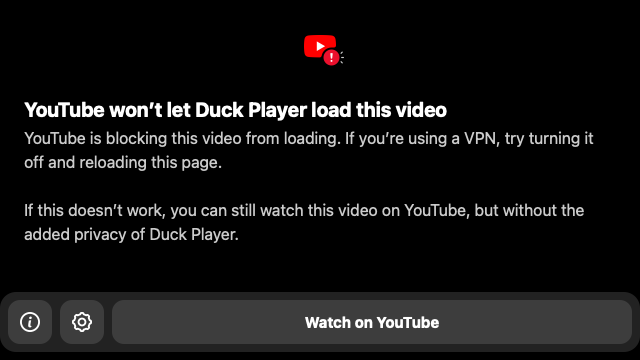 YouTube won’t let Duck Player load this video
YouTube is blocking this video from loading. If you’re using a VPN, try turning it
off and reloading this page.
If this doesn’t work, you can still watch this video on YouTube, but without the
added privacy of Duck Player.
Watch on YouTube